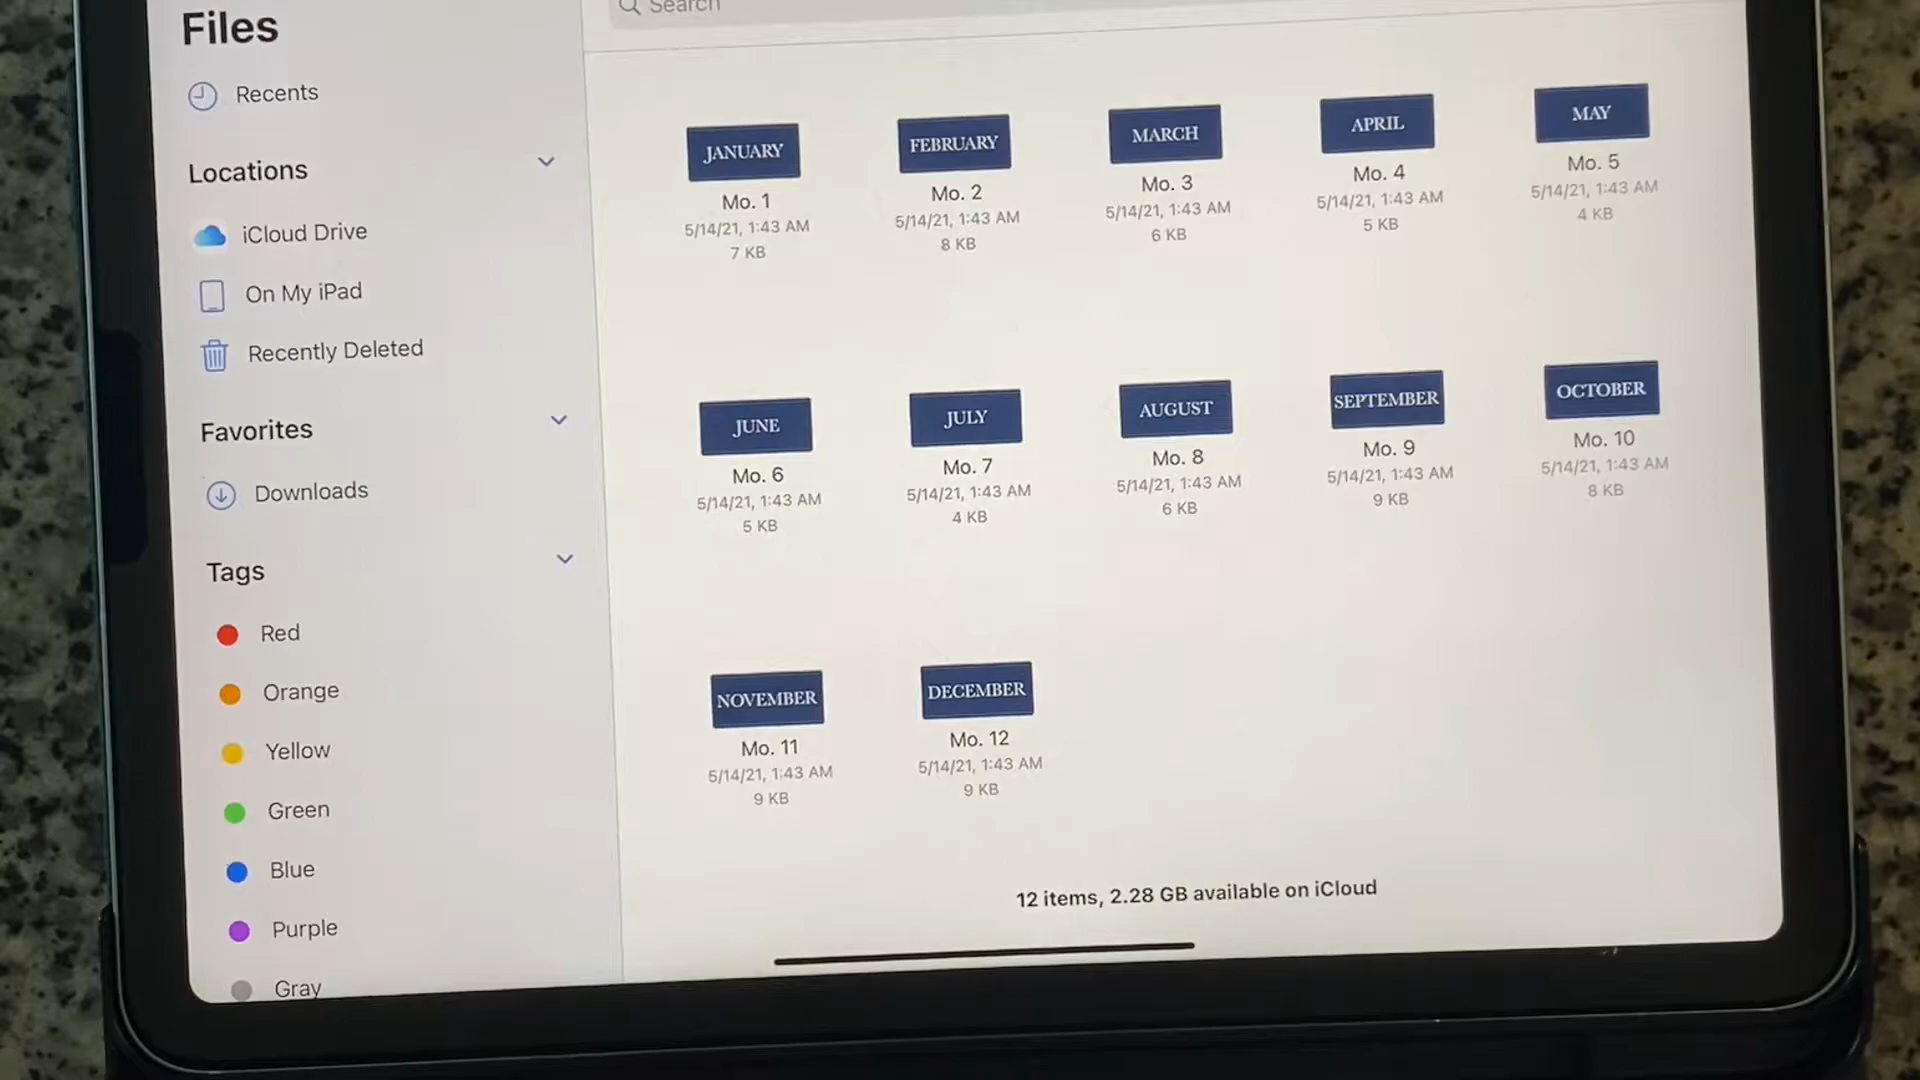 Files
Recents
Locations
iCloud Drive
On My iPad
Recently Deleted
Favorites
Downloads
Tags
Red
Orange
Yellow
Green
Blue
Purple
Gray
Search
JANUARY
Mo. 1
5/14/21, 1:43 AM
7 KB
FEBRUARY
Mo. 2
5/14/21, 1:43 AM
8 KB
MARCH
Mo. 3
5/14/21, 1:43 AM
6 KB
APRIL
Mo. 4
5/14/21, 1:43 AM
5 KB
MAY
Mo. 5
5/14/21, 1:43 AM
4 KB
JUNE
Mo. 6
5/14/21, 1:43 AM
5 KB
JULY
Mo. 7
5/14/21, 1:43 AM
4 KB
AUGUST
Mo. 8
5/14/21, 1:43 AM
6 KB
SEPTEMBER
Mo. 9
5/14/21, 1:43 AM
9 KB
OCTOBER
Mo. 10
5/14/21, 1:43 AM
8 KB
NOVEMBER
Mo. 11
5/14/21, 1:43 AM
9 KB
DECEMBER
Mo. 12
5/14/21, 1:43 AM
9 KB
12 items, 2.28 GB available on iCloud